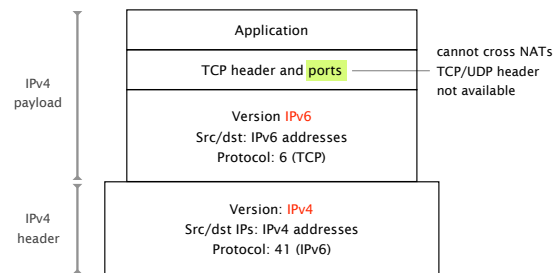 Application
TCP header and ports
cannot cross NATs
TCP/UDP header
not available
IPv4
payload
Version IPv6
Src/dst: IPv6 addresses
Protocol: 6 (TCP)
IPv4
header
Version: IPv4
Src/dst IPs: IPv4 addresses
Protocol: 41 (IPv6)